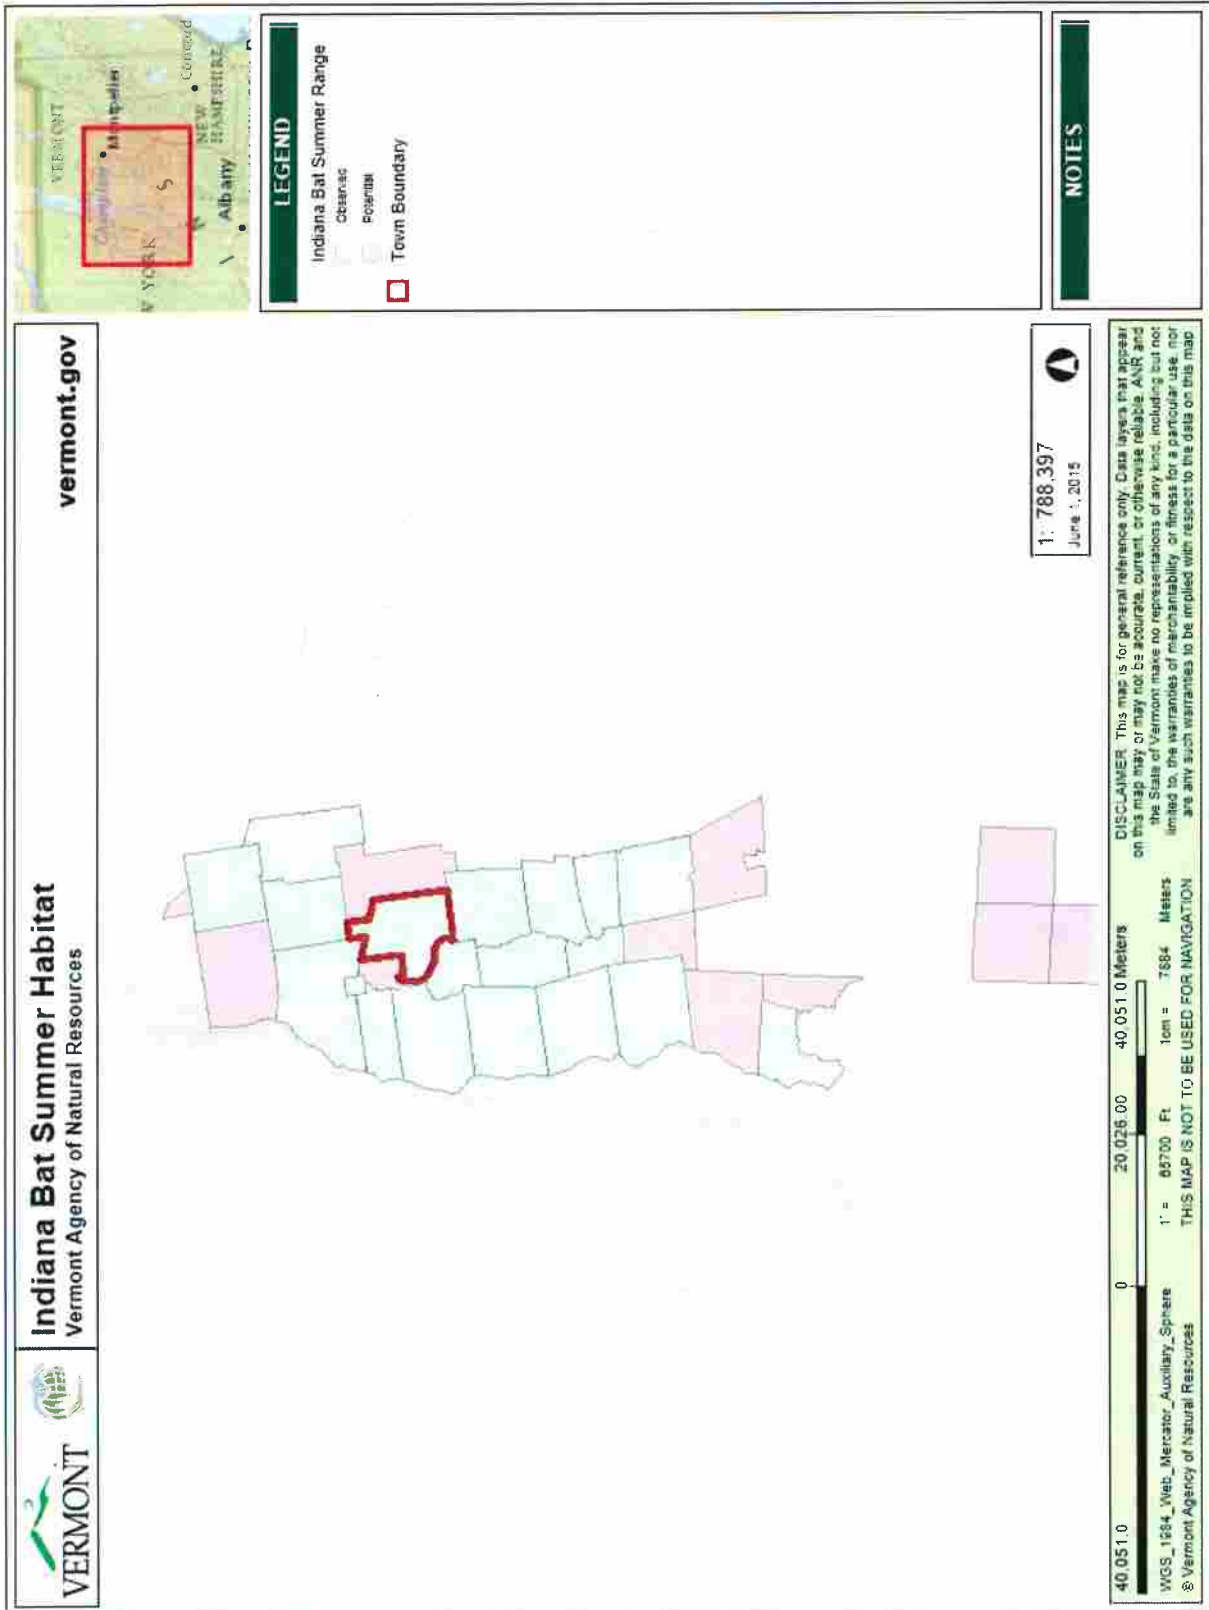 VERMONT
Indiana Bat Summer Habitat
Vermont Agency of Natural Resources
vermont.gov
VERMONT
Champlain
Montpelier
W YORK
S
NEW
HAMPSHIRE
Concord
Albany
LEGEND
Indiana Bat Summer Range
Observed
Potential
Town Boundary
1: 788,397
June 1, 2015
NOTES
40,051.0
0
20,026.00
40,051.0 Meters
WGS_1984_Web_Mercator_Auxiliary_Sphere
1" = 65700 Ft
1cm = 7884 Meters
© Vermont Agency of Natural Resources
THIS MAP IS NOT TO BE USED FOR NAVIGATION
DISCLAIMER: This map is for general reference only. Data layers that appear
on this map may or may not be accurate, current, or otherwise reliable. ANR and
the State of Vermont make no representations of any kind, including but not
limited to, the warranties of merchantability, or fitness for a particular use, nor
are any such warranties to be implied with respect to the data on this map.